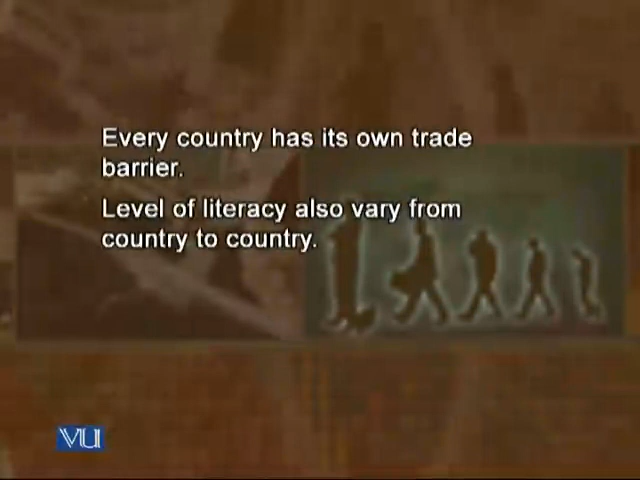 Every country has its own trade
barrier.
Level of literacy also vary from
country to country.
VU